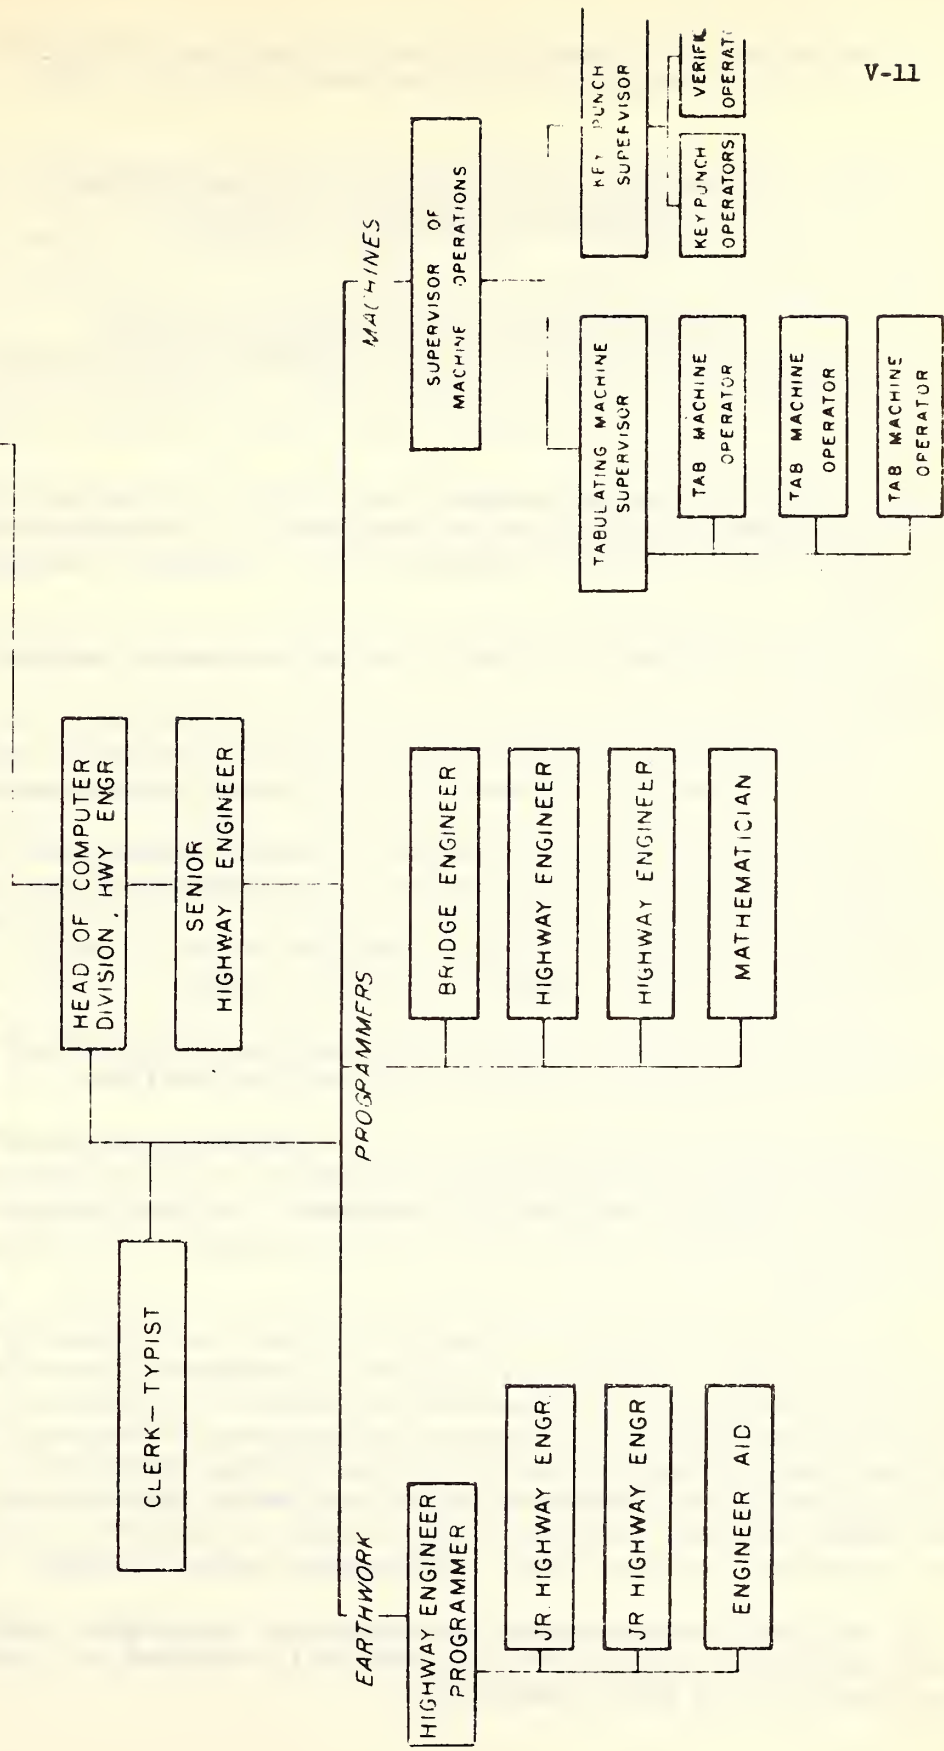 V-11
HEAD OF COMPUTER
DIVISION, HWY ENGR
SENIOR
HIGHWAY ENGINEER
CLERK—TYPIST
EARTHWORK
PROGRAMMERS
MACHINES
HIGHWAY ENGINEER
PROGRAMMER
JR. HIGHWAY ENGR.
JR HIGHWAY ENGR
ENGINEER AID
BRIDGE ENGINEER
HIGHWAY ENGINEER
HIGHWAY ENGINEER
MATHEMATICIAN
SUPERVISOR OF
MACHINE OPERATIONS
TABULATING MACHINE
SUPERVISOR
TAB MACHINE
OPERATOR
TAB MACHINE
OPERATOR
TAB MACHINE
OPERATOR
KEY PUNCH
SUPERVISOR
KEYPUNCH
OPERATORS